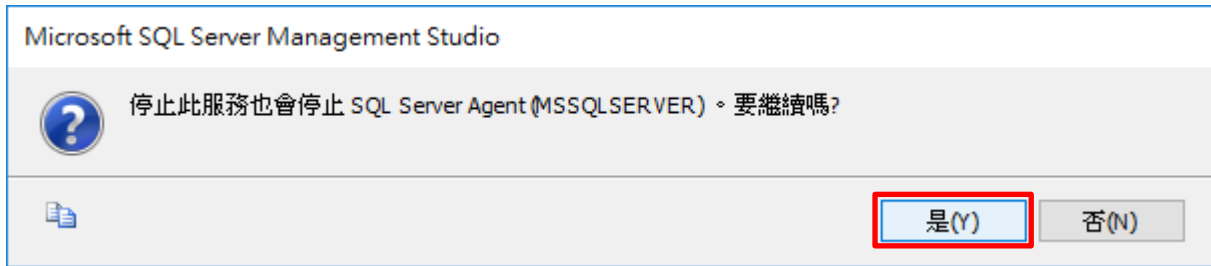 Microsoft SQL Server Management Studio
停止此服務也會停止 SQL Server Agent (MSSQLSERVER) 。要繼續嗎?
是(Y)
否(N)